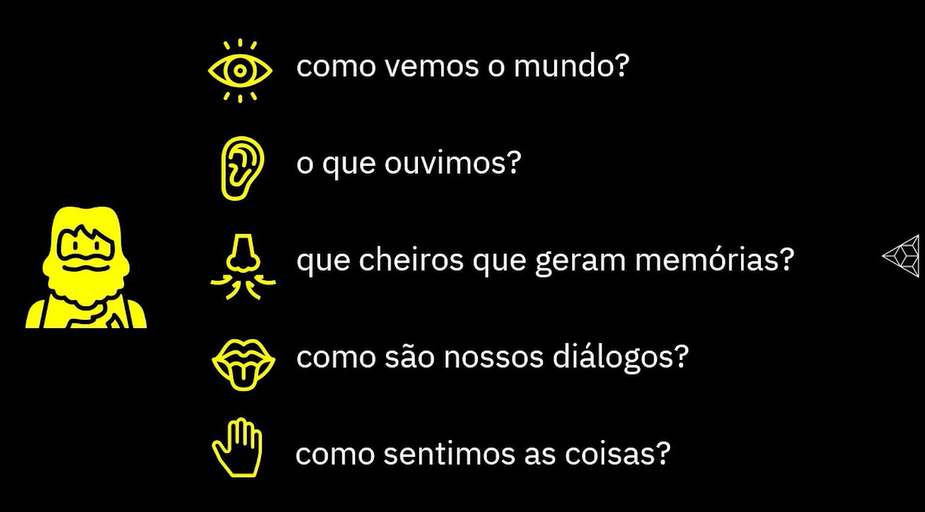 como vemos o mundo?
o que ouvimos?
que cheiros que geram memórias?
como são nossos diálogos?
como sentimos as coisas?